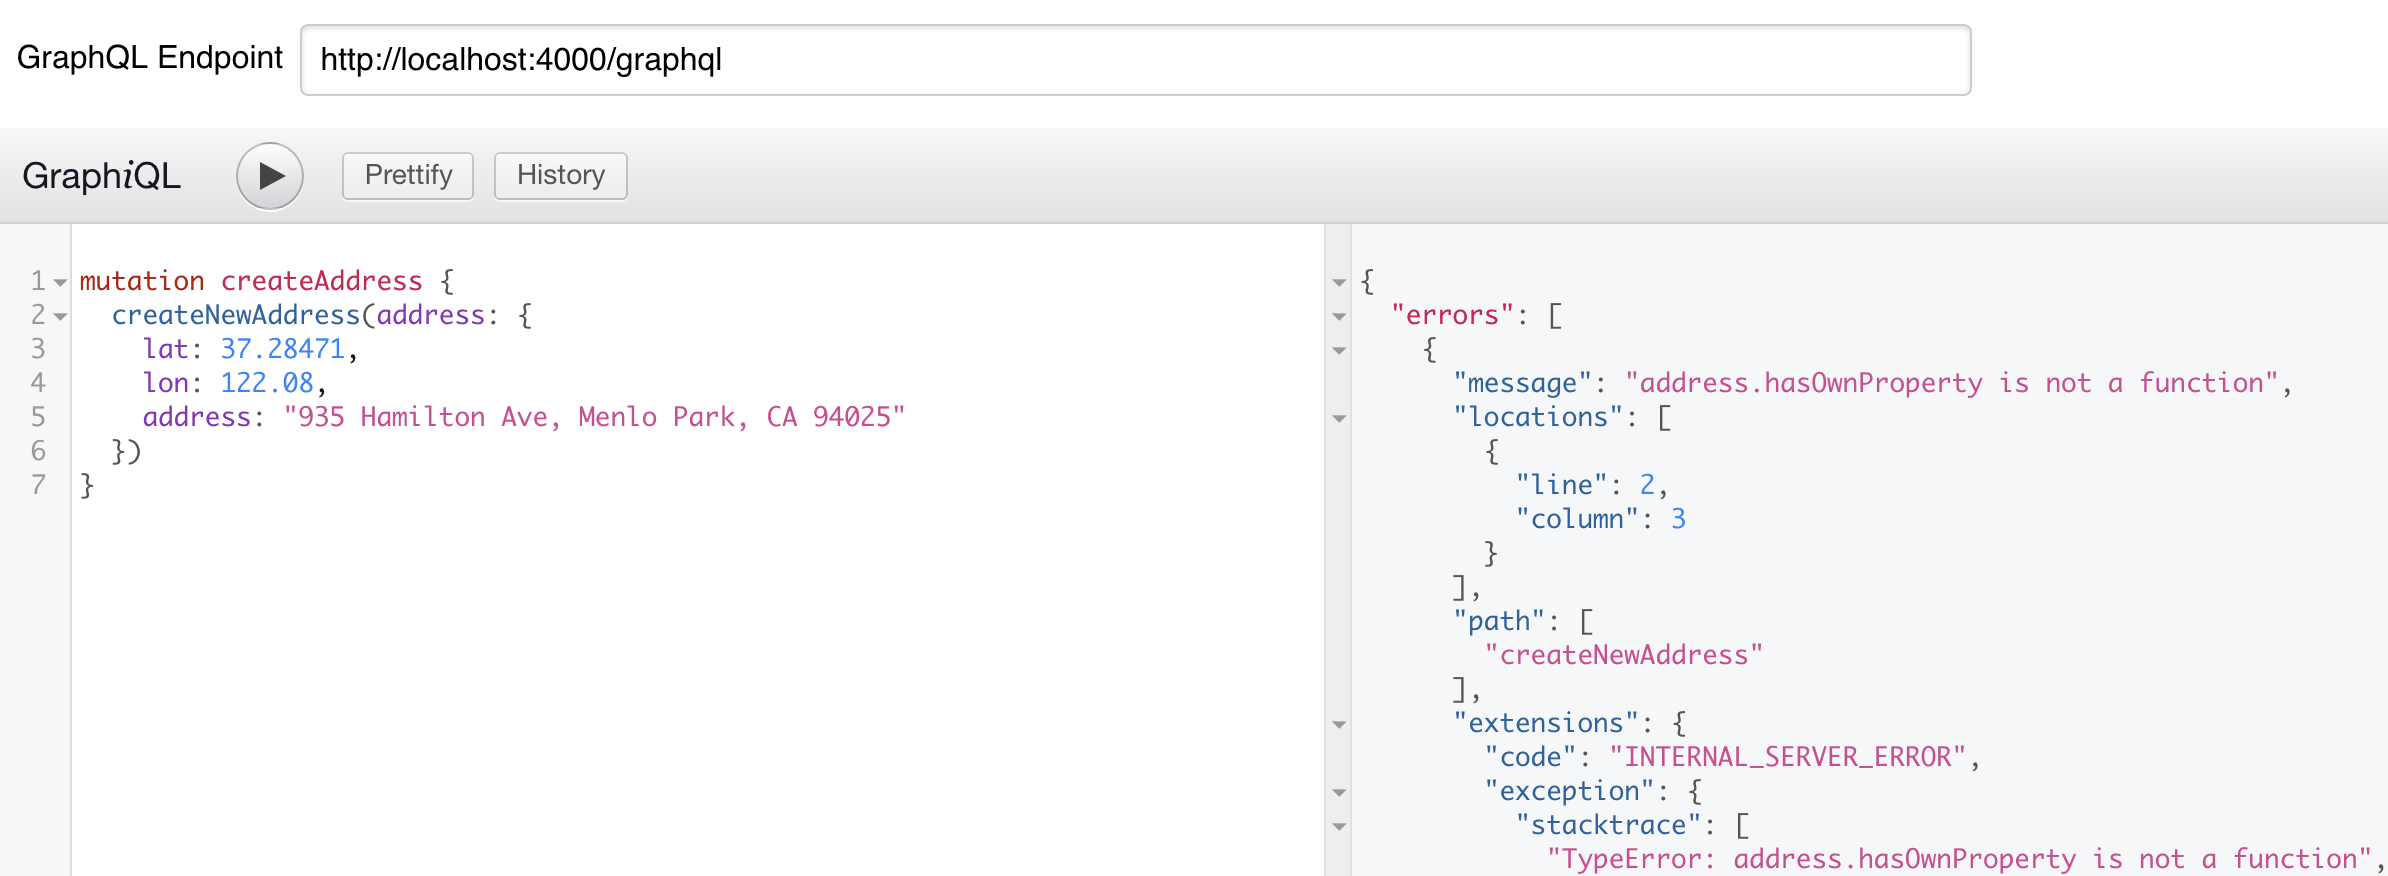 GraphQL Endpoint http://localhost:4000/graphql
GraphiQL Prettify History
1 mutation createAddress {
2 createNewAddress(address: {
3 lat: 37.28471,
4 lon: 122.08,
5 address: "935 Hamilton Ave, Menlo Park, CA 94025"
6 })
7 }
{
"errors": [
{
"message": "address.hasOwnProperty is not a function",
"locations": [
{
"line": 2,
"column": 3
}
],
"path": [
"createNewAddress"
],
"extensions": {
"code": "INTERNAL_SERVER_ERROR",
"exception": {
"stacktrace": [
"TypeError: address.hasOwnProperty is not a function",